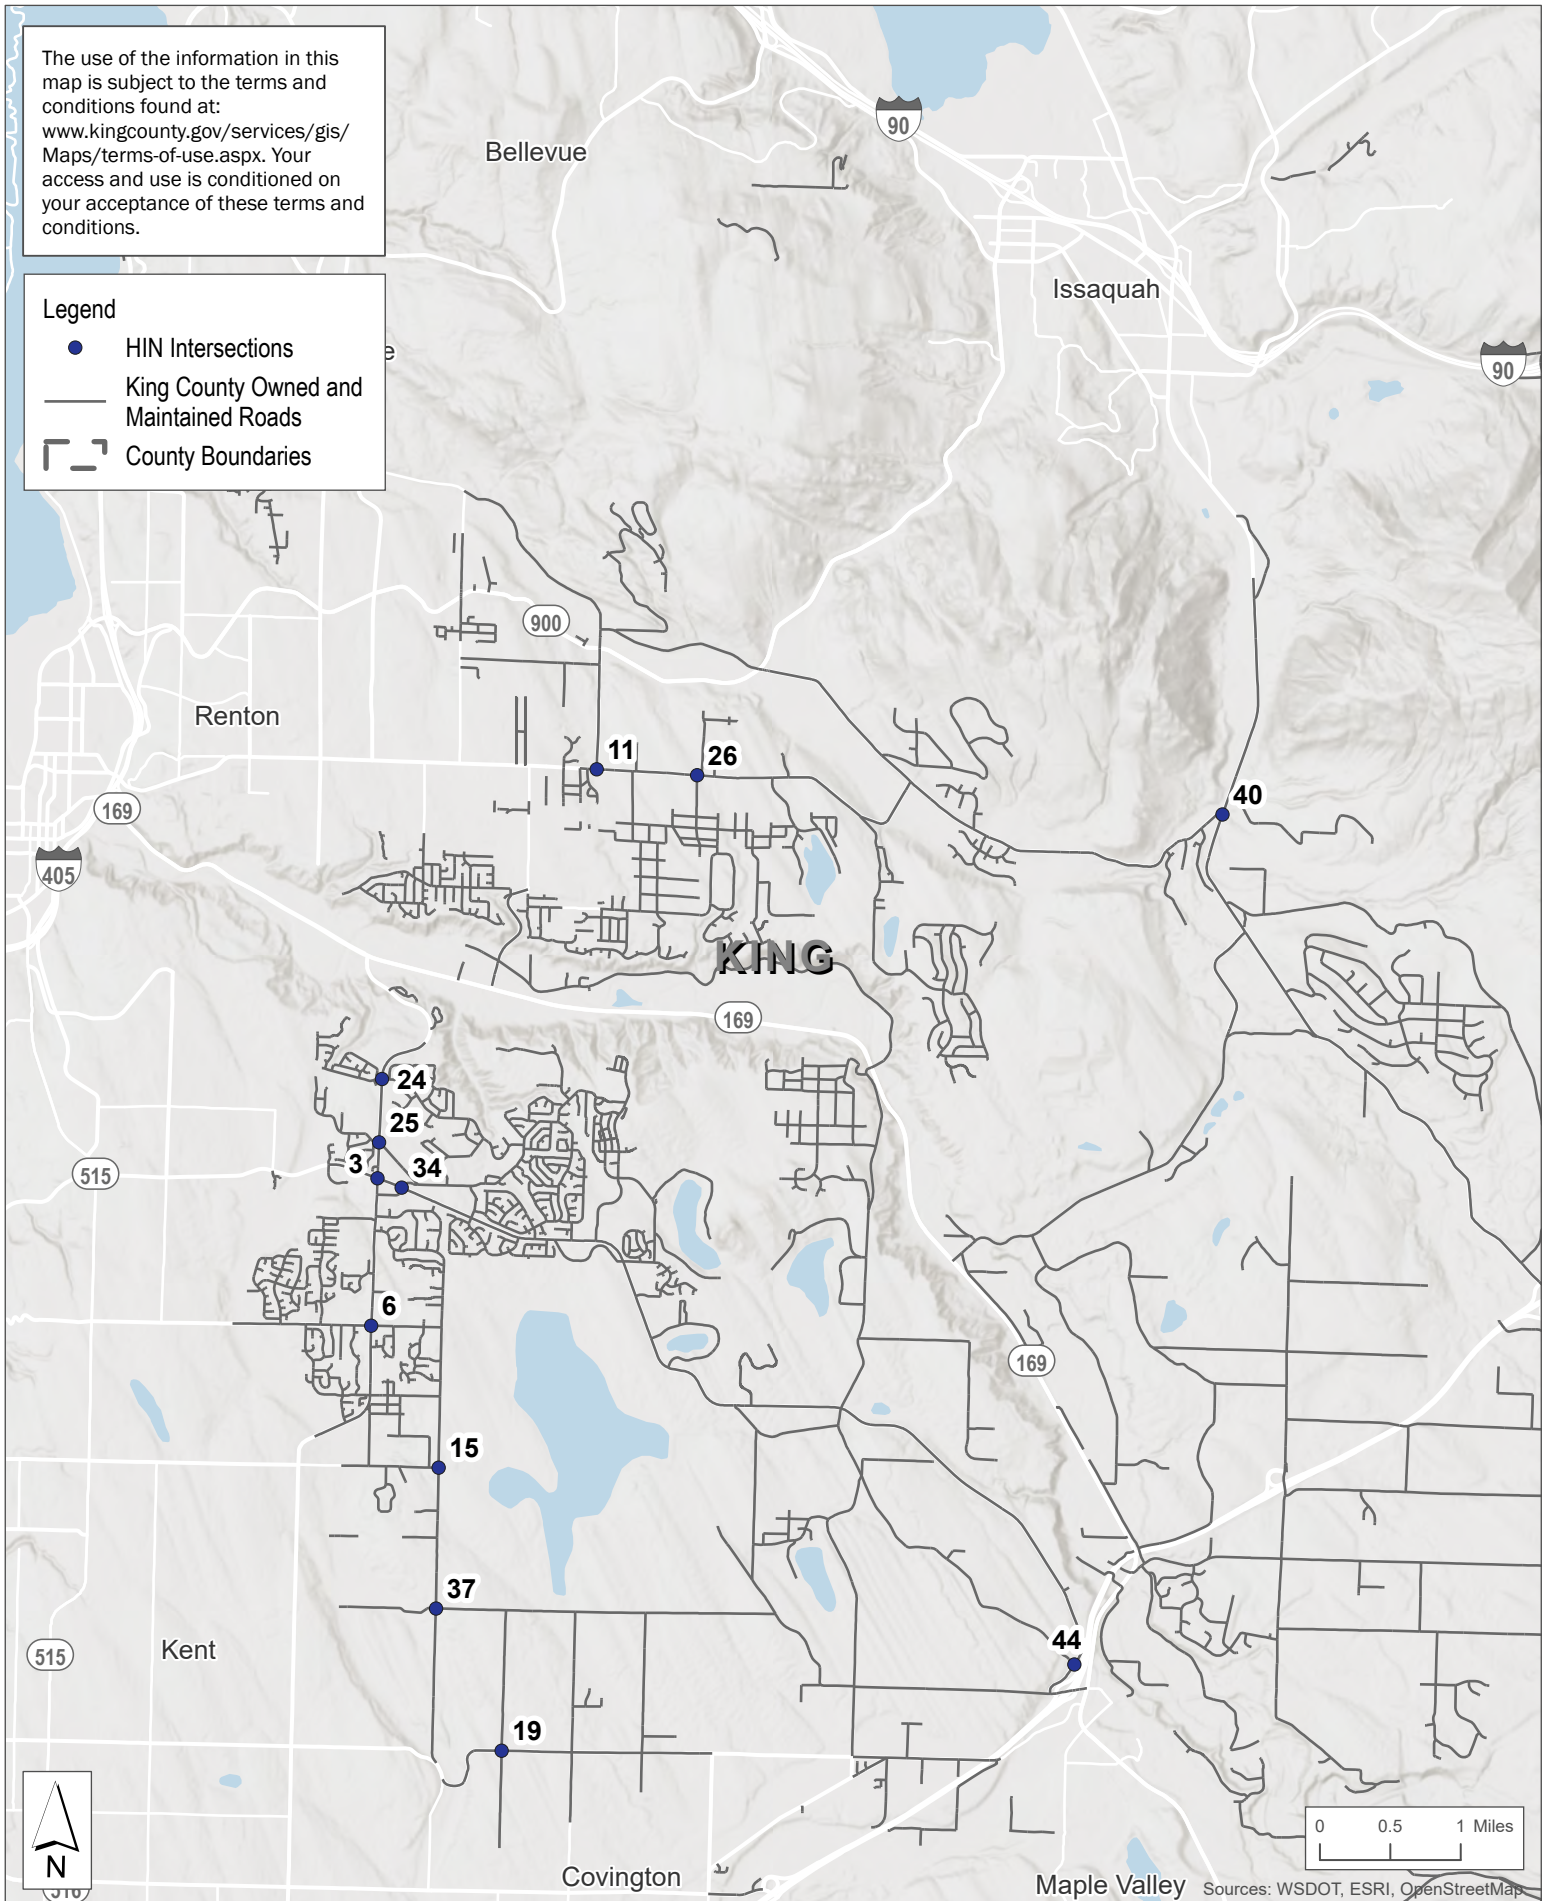 The use of the information in this
map is subject to the terms and
conditions found at:
www.kingcounty.gov/services/gis/
Maps/terms-of-use.aspx. Your
access and use is conditioned on
your acceptance of these terms and
conditions.
90
Bellevue
Issaquah
Legend
HIN Intersections
King County Owned and
Maintained Roads
County Boundaries
e
90
900
Renton
11
26
40
169
405
KING
169
24
25
3
34
515
6
169
15
37
44
515
Kent
19
N
516
Covington
Maple Valley
0 0.5 1 Miles
Sources: WSDOT, ESRI, OpenStreetMap